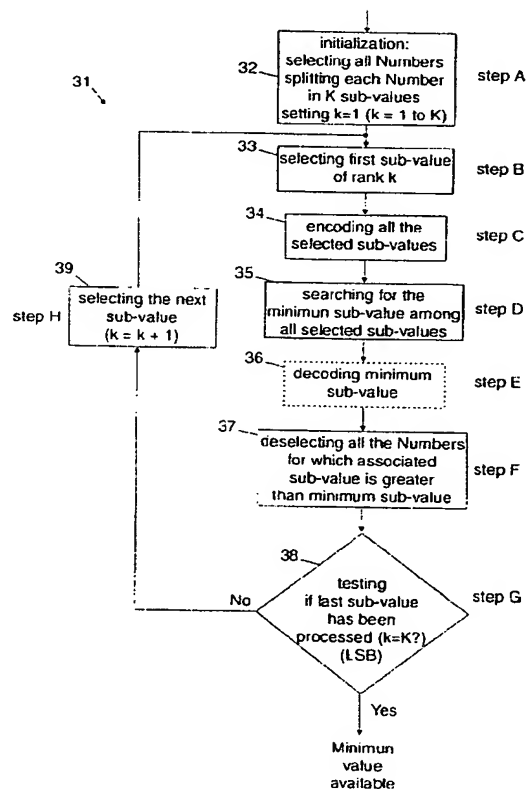 31
32
initialization:
selecting all Numbers
splitting each Number
in K sub-values
setting k=1 (k = 1 to K)
step A
33
selecting first sub-value
of rank k
step B
34
encoding all the
selected sub-values
step C
35
searching for the
minimun sub-value among
all selected sub-values
step D
39
selecting the next
sub-value
(k = k + 1)
step H
36
decoding minimum
sub-value
step E
37
deselecting all the Numbers
for which associated
sub-value is greater
than minimum sub-value
step F
38
testing
if last sub-value
has been
processed (k=K?)
(LSB)
step G
No
Yes
Minimun
value
available